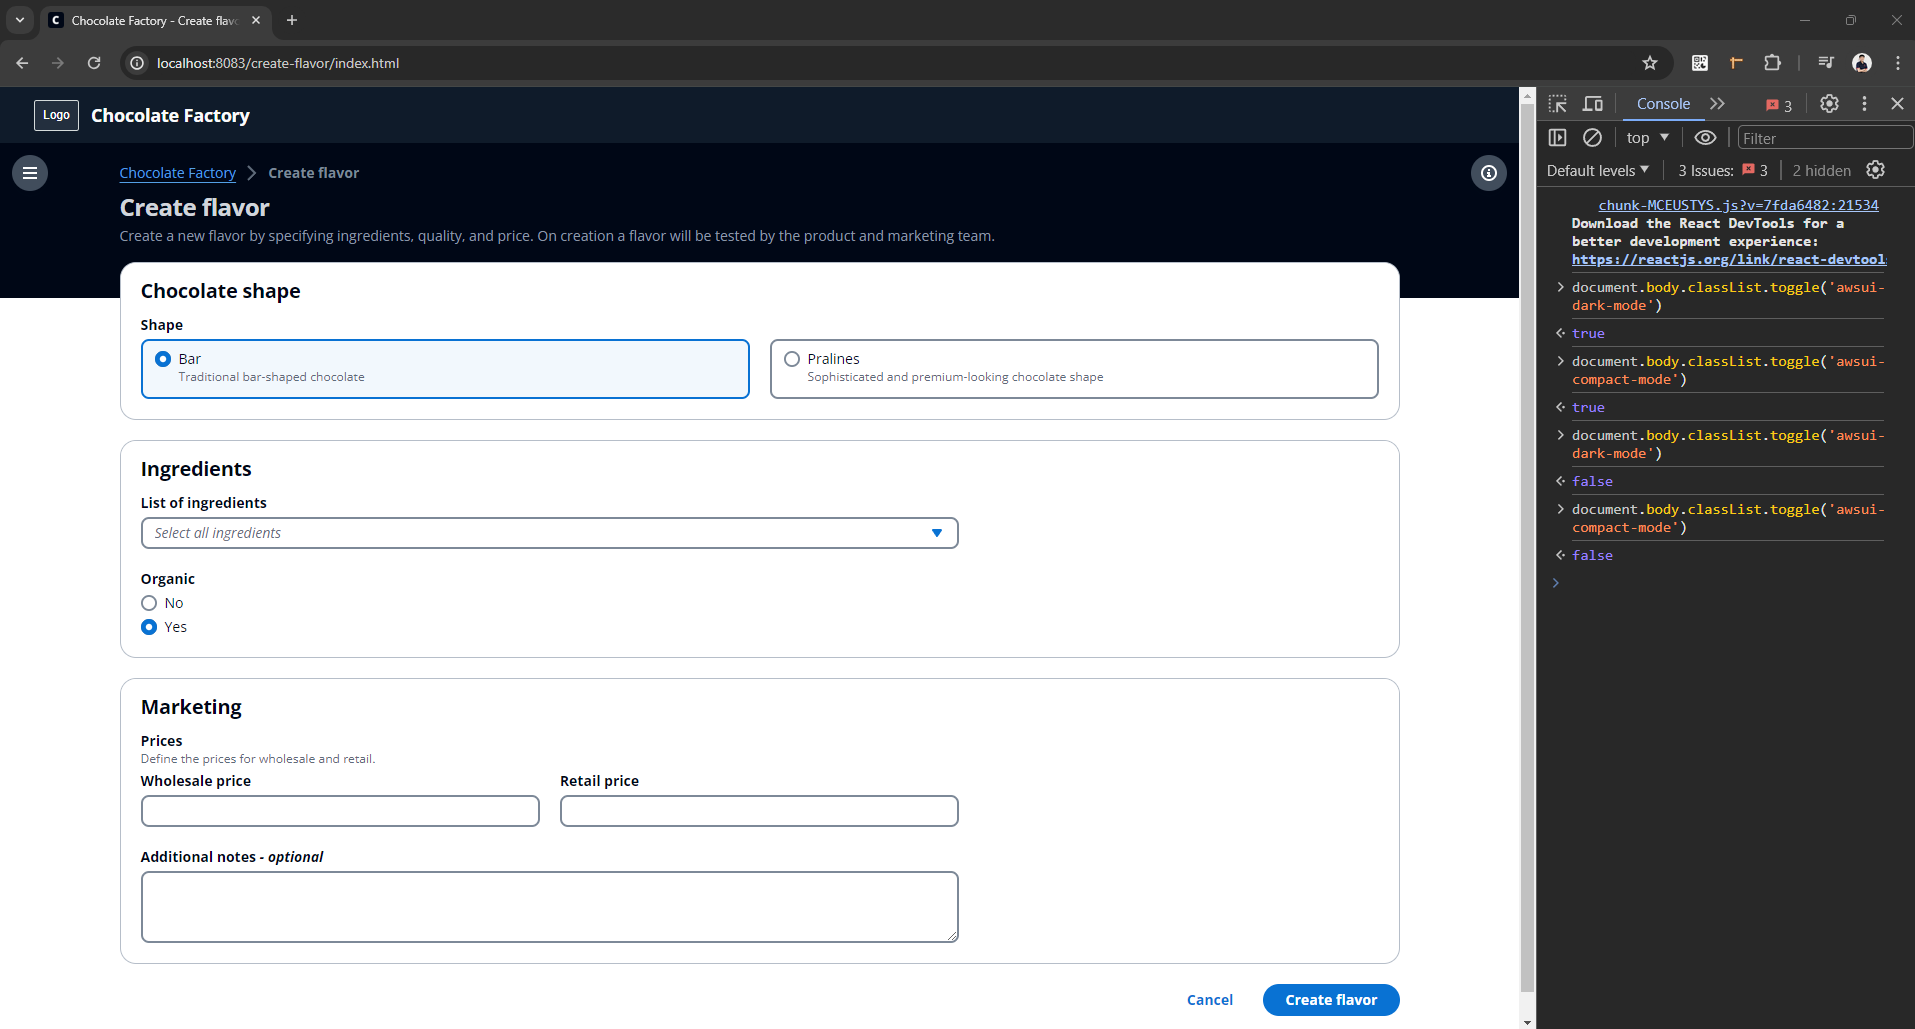 Chocolate Factory - Create flav
localhost:8083/create-flavor/index.html
Logo
Chocolate Factory
Chocolate Factory
Create flavor
Create flavor
Create a new flavor by specifying ingredients, quality, and price. On creation a flavor will be tested by the product and marketing team.
Chocolate shape
Shape
Bar
Traditional bar-shaped chocolate
Pralines
Sophisticated and premium-looking chocolate shape
Ingredients
List of ingredients
Select all ingredients
Organic
No
Yes
Marketing
Prices
Define the prices for wholesale and retail.
Wholesale price
Retail price
Additional notes - optional
Cancel
Create flavor
Console
3
top
Filter
Default levels
3 Issues:
3
2 hidden
chunk-MCEUSTYS.js?v=7fda6482:21534
Download the React DevTools for a
better development experience:
https://reactjs.org/link/react-devtools
document.body.classList.toggle('awsui-
dark-mode')
true
document.body.classList.toggle('awsui-
compact-mode')
true
document.body.classList.toggle('awsui-
dark-mode')
false
document.body.classList.toggle('awsui-
compact-mode')
false